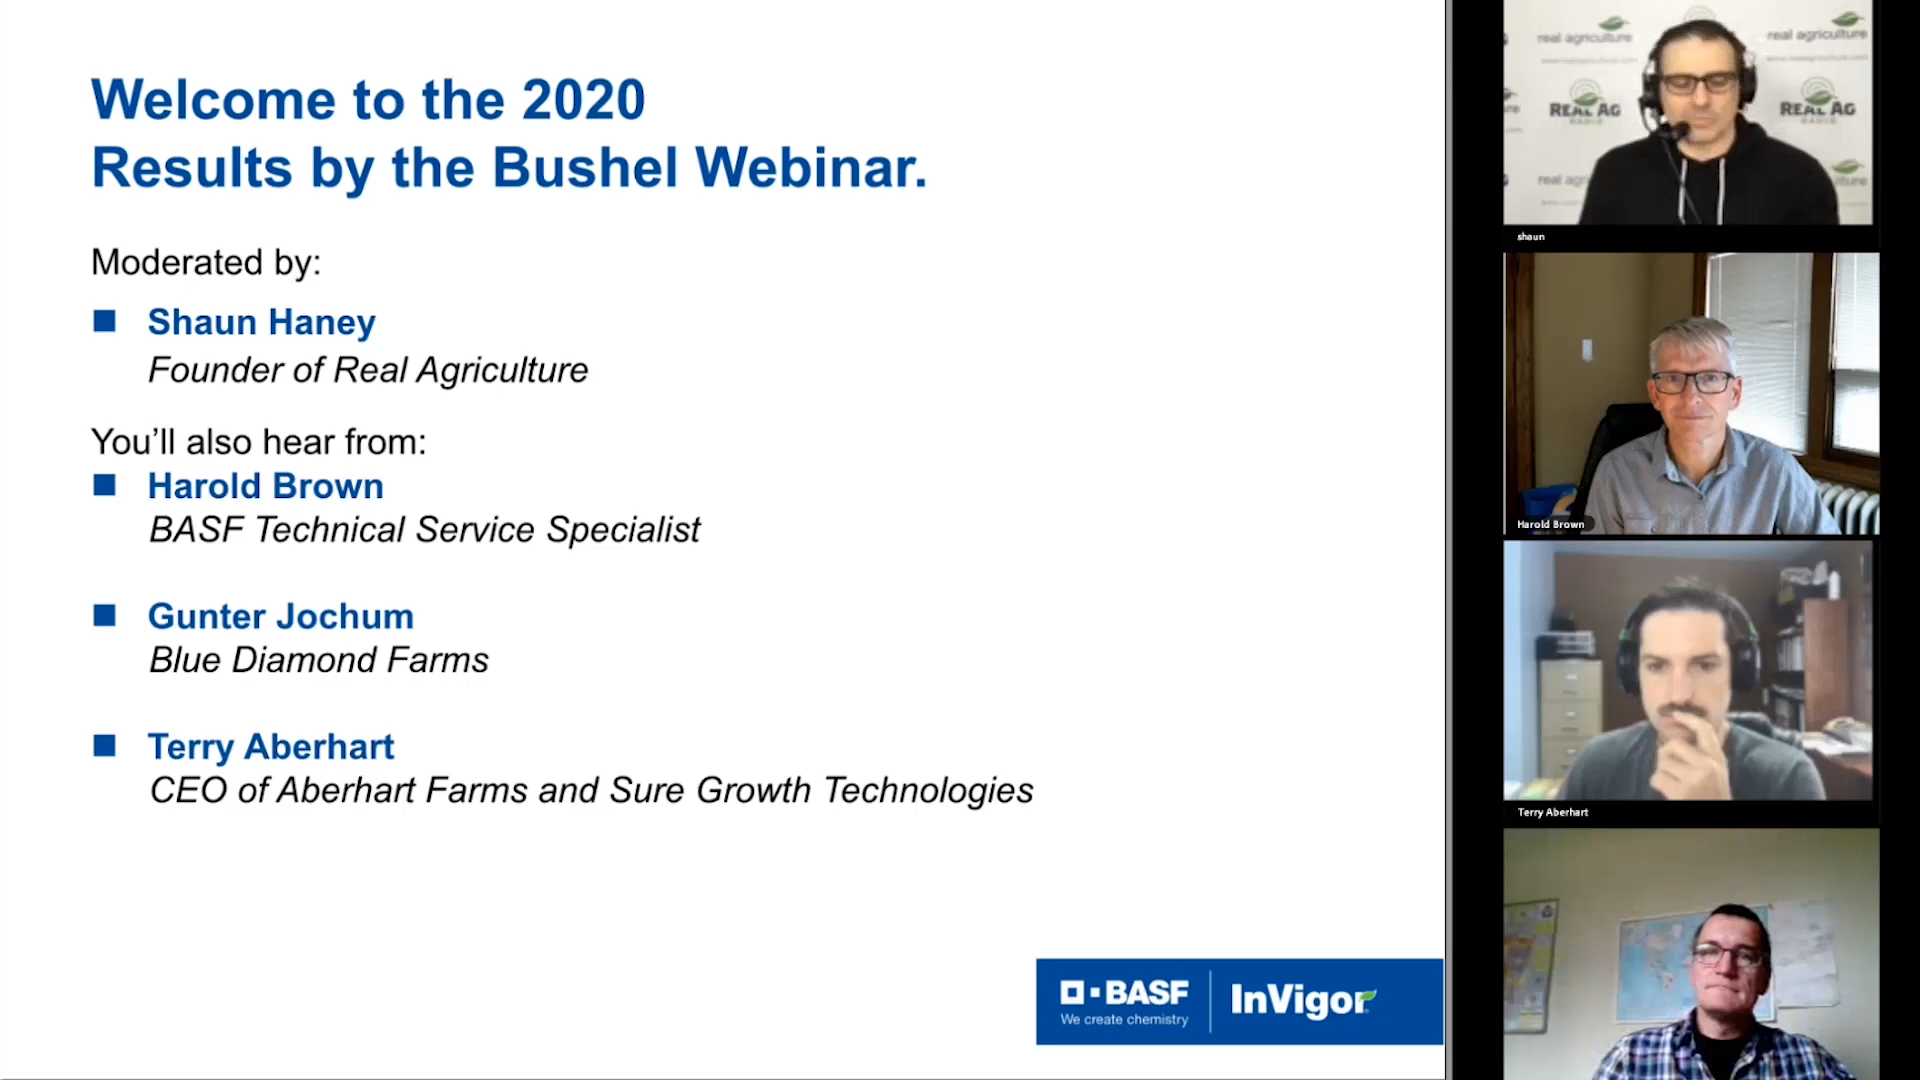 Welcome to the 2020
Results by the Bushel Webinar.
Moderated by:
Shaun Haney
Founder of Real Agriculture
You'll also hear from:
Harold Brown
BASF Technical Service Specialist
Gunter Jochum
Blue Diamond Farms
Terry Aberhart
CEO of Aberhart Farms and Sure Growth Technologies
BASF
We create chemistry
InVigor
real agriculture
real agriculture
REAL AG
RADIO
REAL AG
RADIO
shaun
Harold Brown
Terry Aberhart